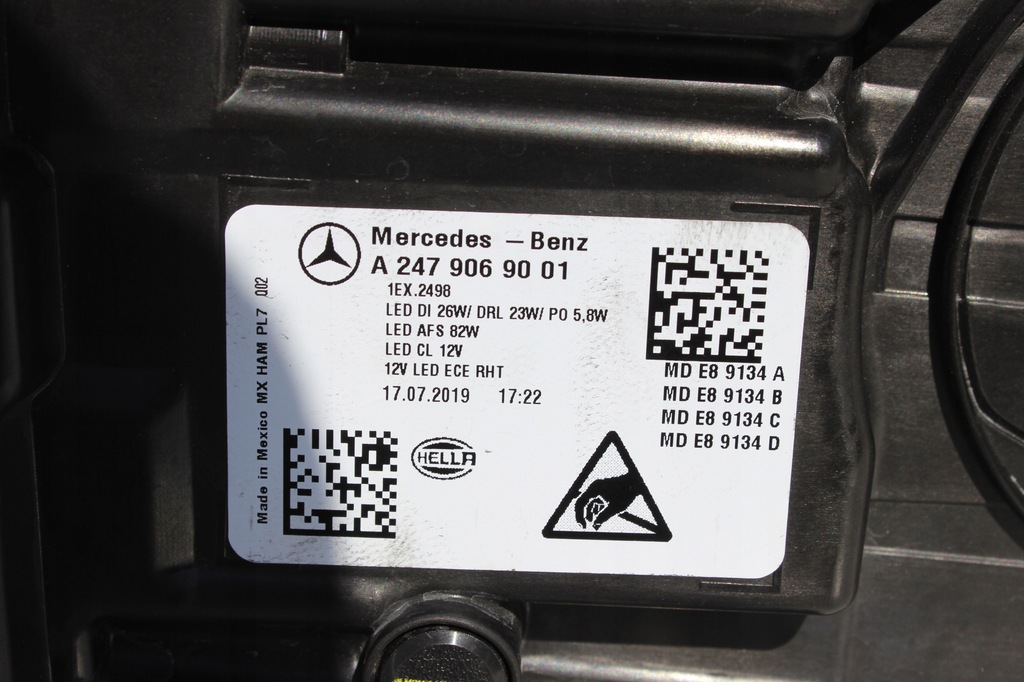 Mercedes – Benz
A 247 906 90 01
1EX.2498
LED DI 26W/ DRL 23W/ PO 5,8W
LED AFS 82W
LED CL 12V
12V LED ECE RHT
17.07.2019 17:22
MD E8 9134 A
MD E8 9134 B
MD E8 9134 C
MD E8 9134 D
HELLA
Made in Mexico MX HAM PL7 Q02